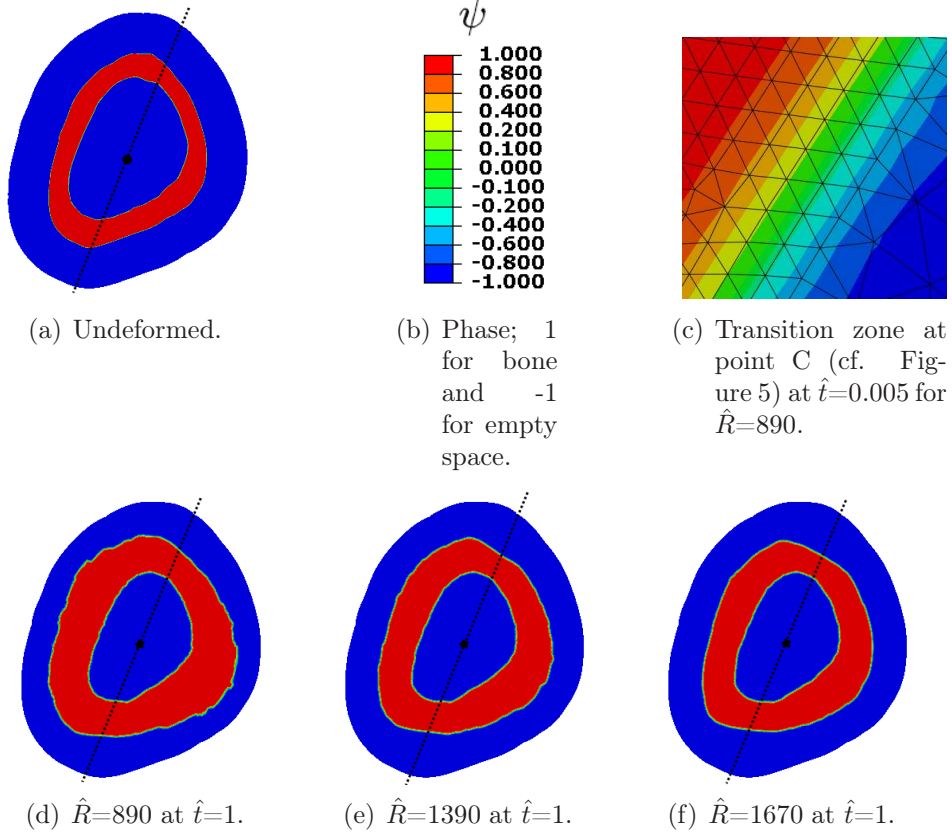 ψ
1.000
0.800
0.600
0.400
0.200
0.100
0.000
-0.100
-0.200
-0.400
-0.600
-0.800
-1.000
(a) Undeformed.
(b) Phase; 1
for bone
and -1
for empty
space.
(c) Transition zone at
point C (cf. Fig-
ure 5) at t̂=0.005 for
R̂=890.
(d) R̂=890 at t̂=1.
(e) R̂=1390 at t̂=1.
(f) R̂=1670 at t̂=1.